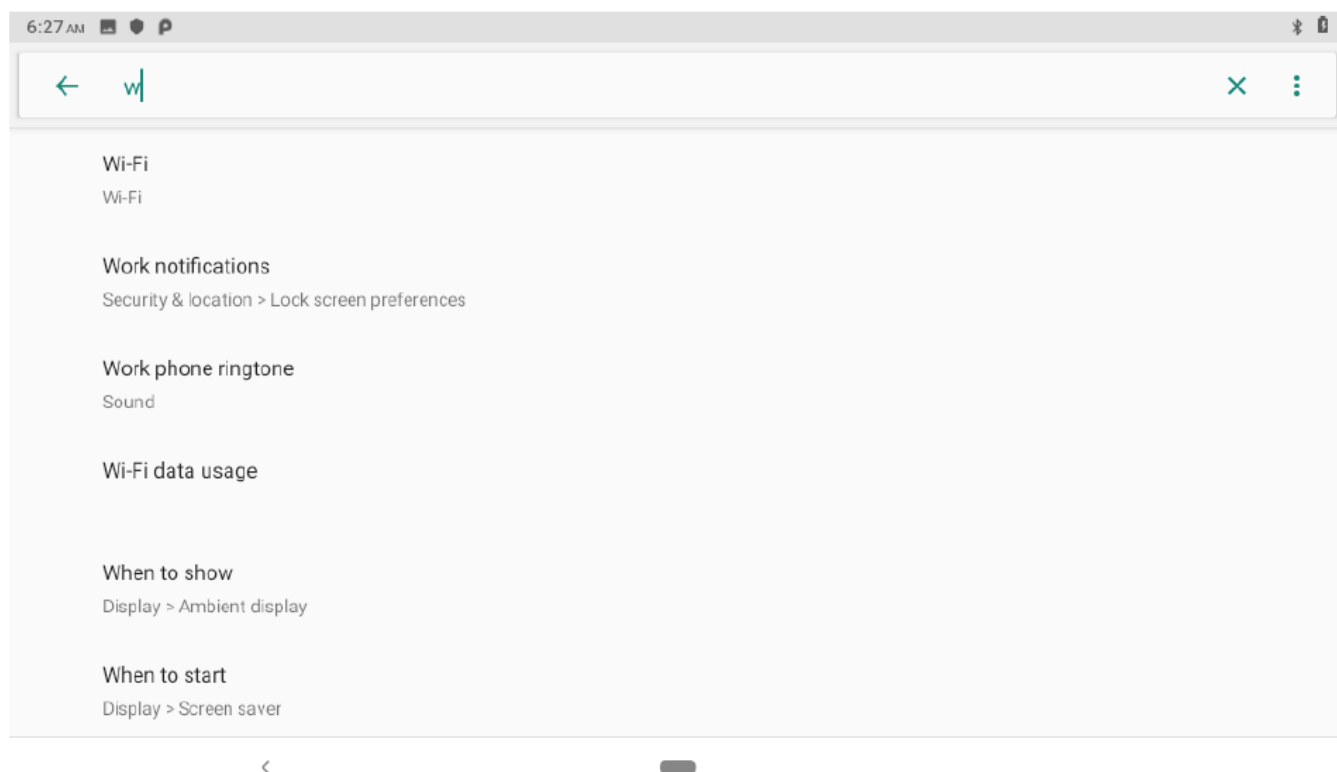 6:27 AM
w
Wi-Fi
Wi-Fi
Work notifications
Security & location > Lock screen preferences
Work phone ringtone
Sound
Wi-Fi data usage
When to show
Display > Ambient display
When to start
Display > Screen saver